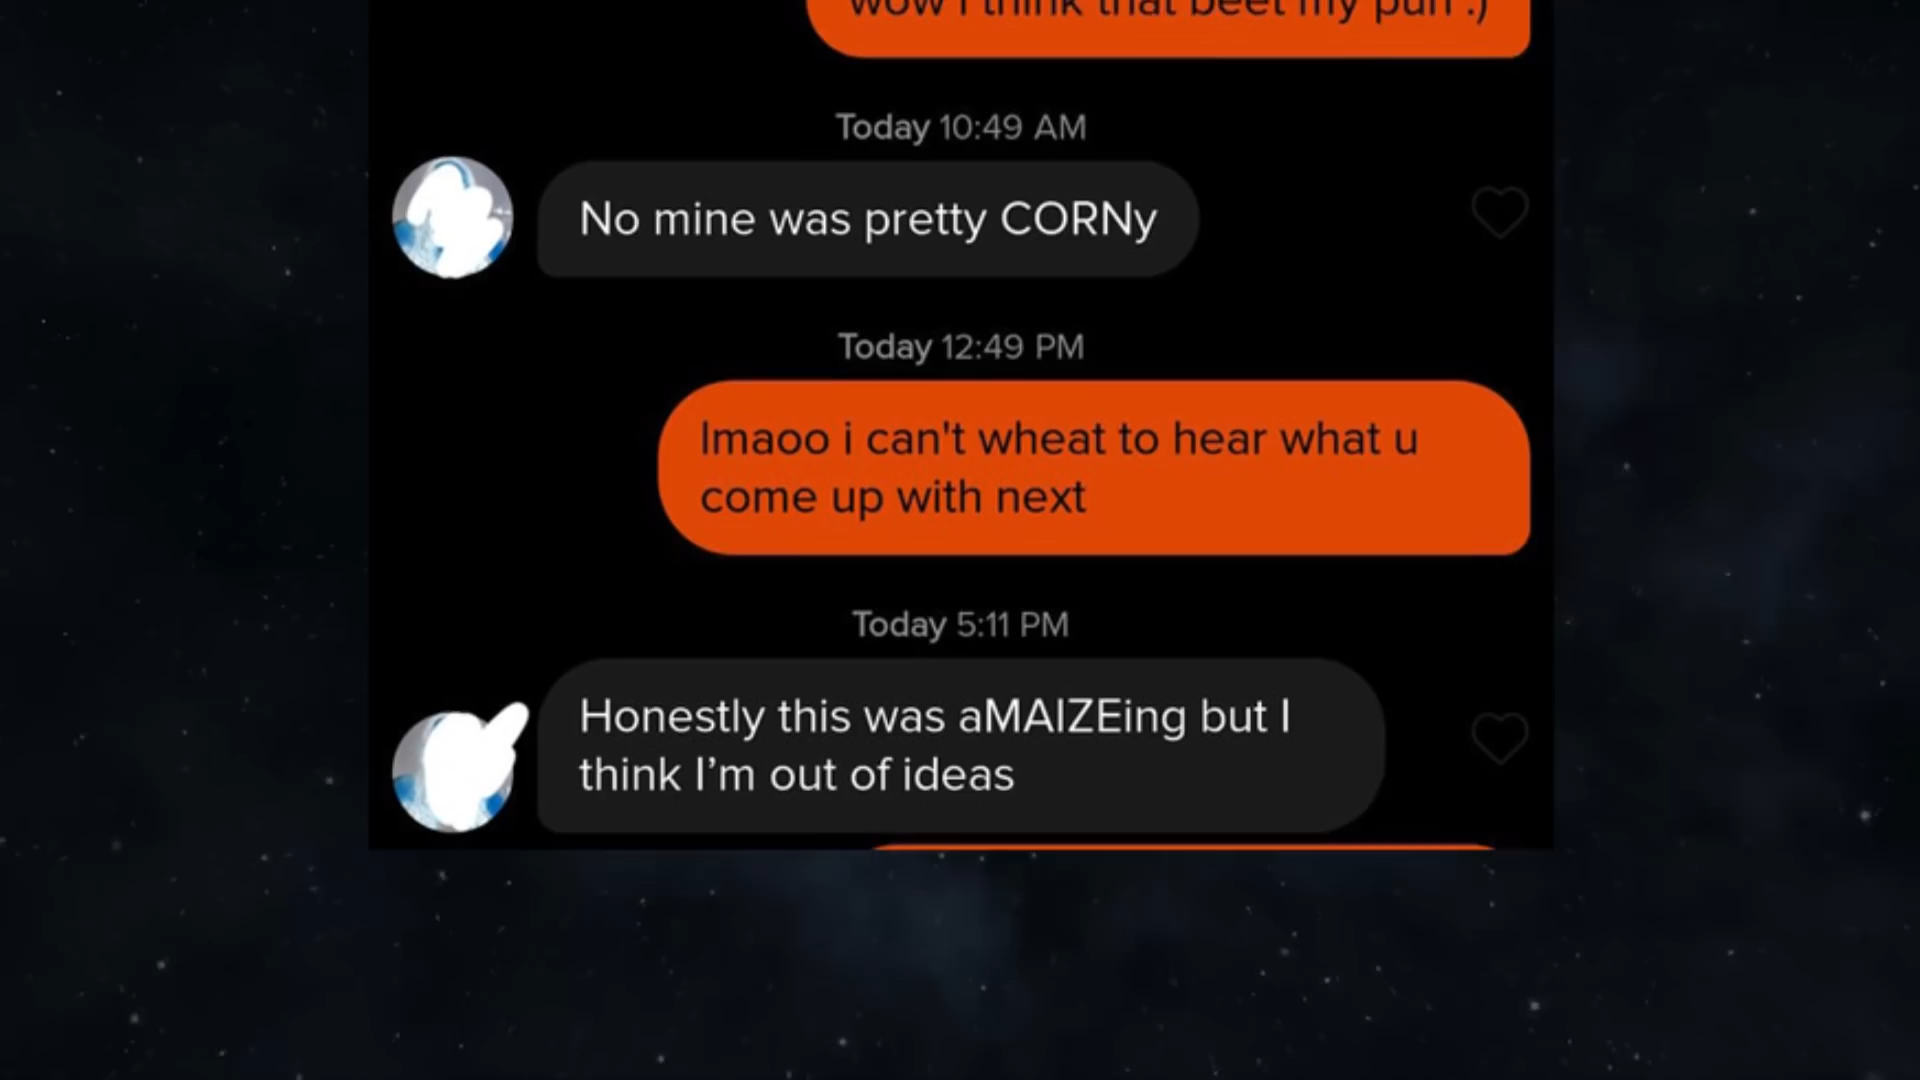 wow i think that beet my pun :)
Today 10:49 AM
No mine was pretty CORNy
Today 12:49 PM
lmaoo i can't wheat to hear what u
come up with next
Today 5:11 PM
Honestly this was aMAIZEing but I
think I’m out of ideas